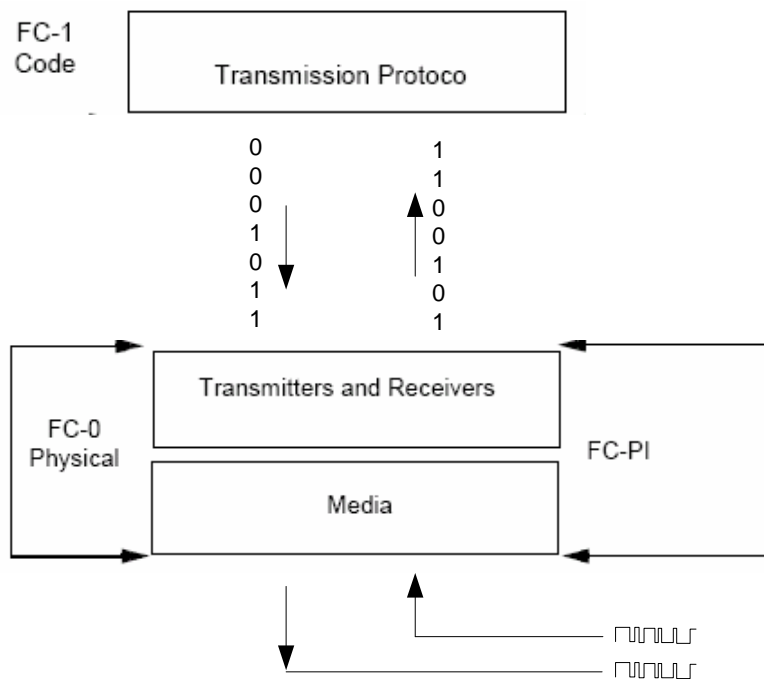 FC-1
Code
Transmission Protoco
0
0
0
1
0
1
1
1
1
0
0
1
0
1
Transmitters and Receivers
FC-0
Physical
FC-PI
Media